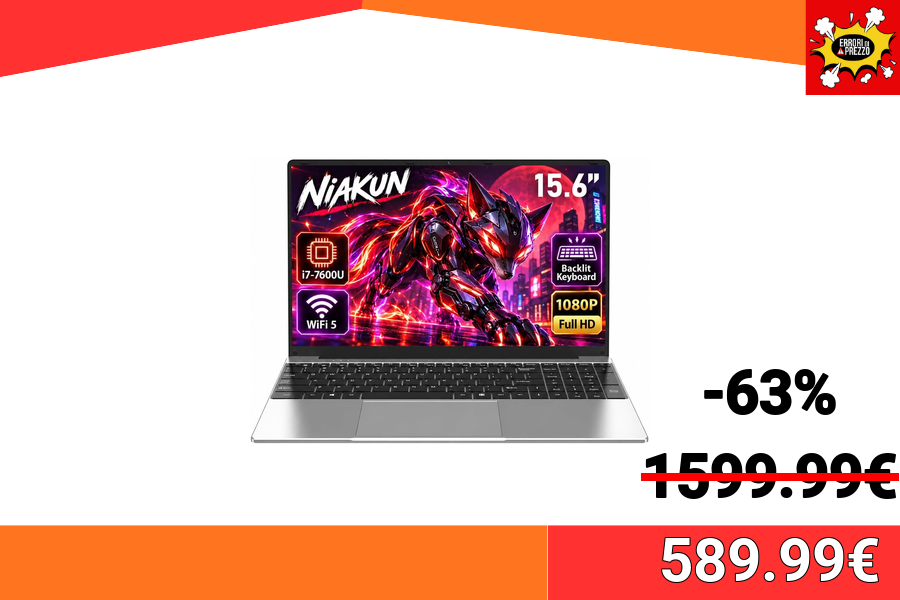 ERRORI DI
PREZZO
NiAKUN
15.6”
i7-7600U
Backlit
Keyboard
WiFi 5
1080P
Full HD
-63%
1599.99€
589.99€